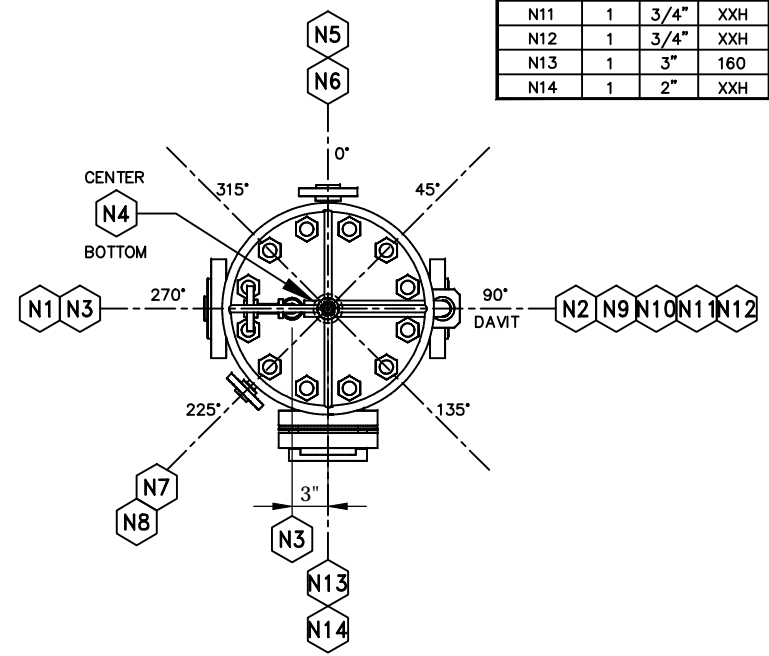 N11 1 3/4" XXH
N12 1 3/4" XXH
N13 1 3" 160
N14 1 2" XXH
N5
N6
0°
CENTER
N4
BOTTOM
315°
45°
N1 N3
270°
90°
DAVIT
N2 N9 N10 N11 N12
225°
135°
N7
N8
3"
N3
N13
N14